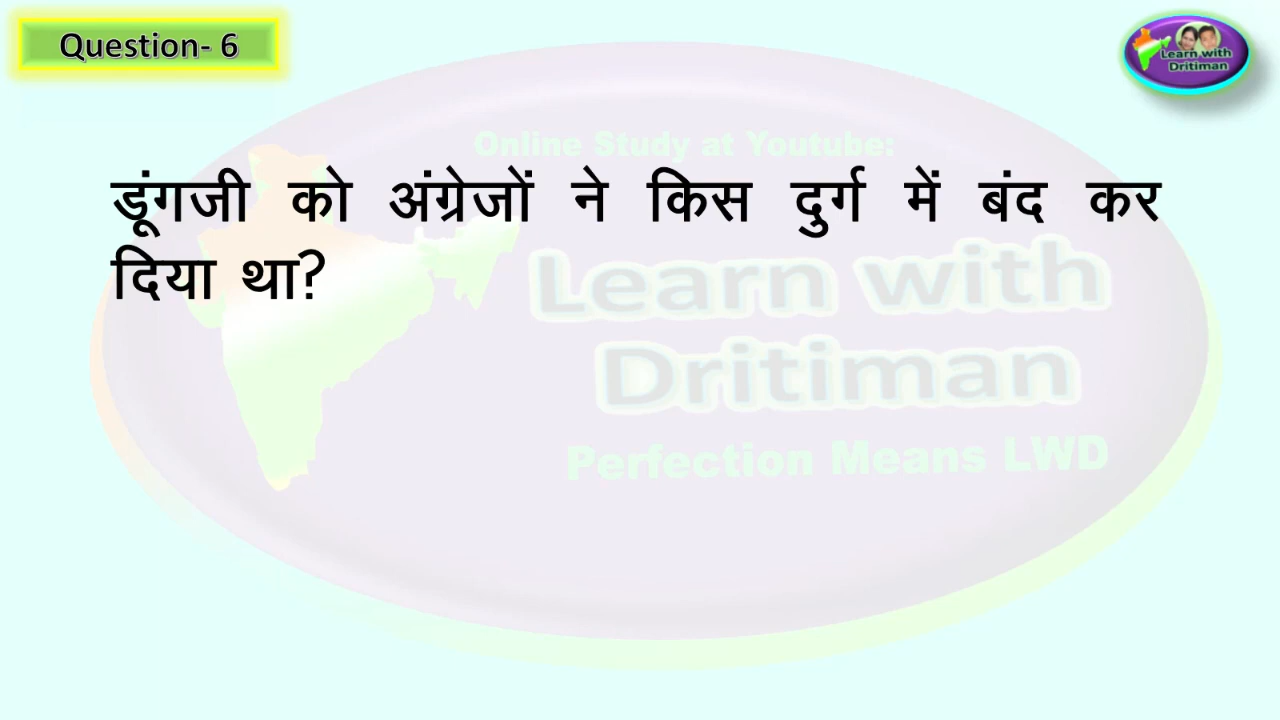 Question- 6
Learn with
Dritiman
Online Study at Youtube:
डूंगजी को अंग्रेजों ने किस दुर्ग में बंद कर
दिया था?
Learn with
Dritiman
Perfection Means LWD